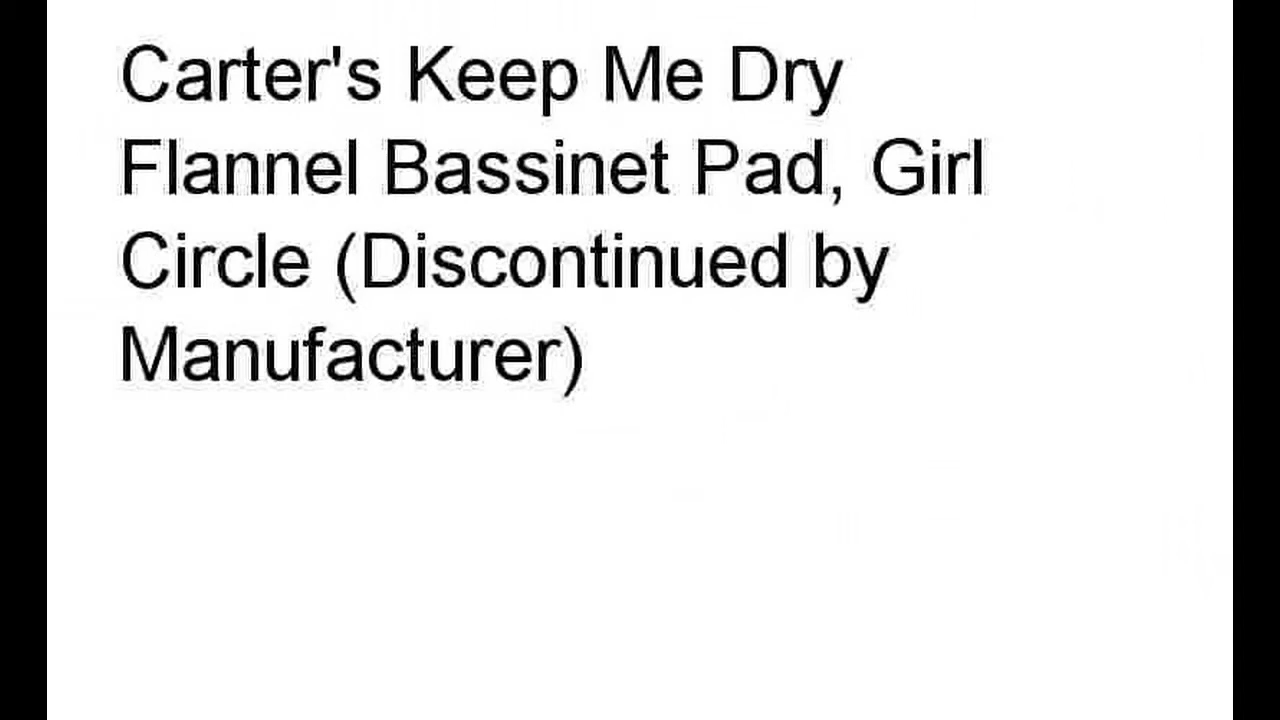 Carter's Keep Me Dry
Flannel Bassinet Pad, Girl
Circle (Discontinued by
Manufacturer)